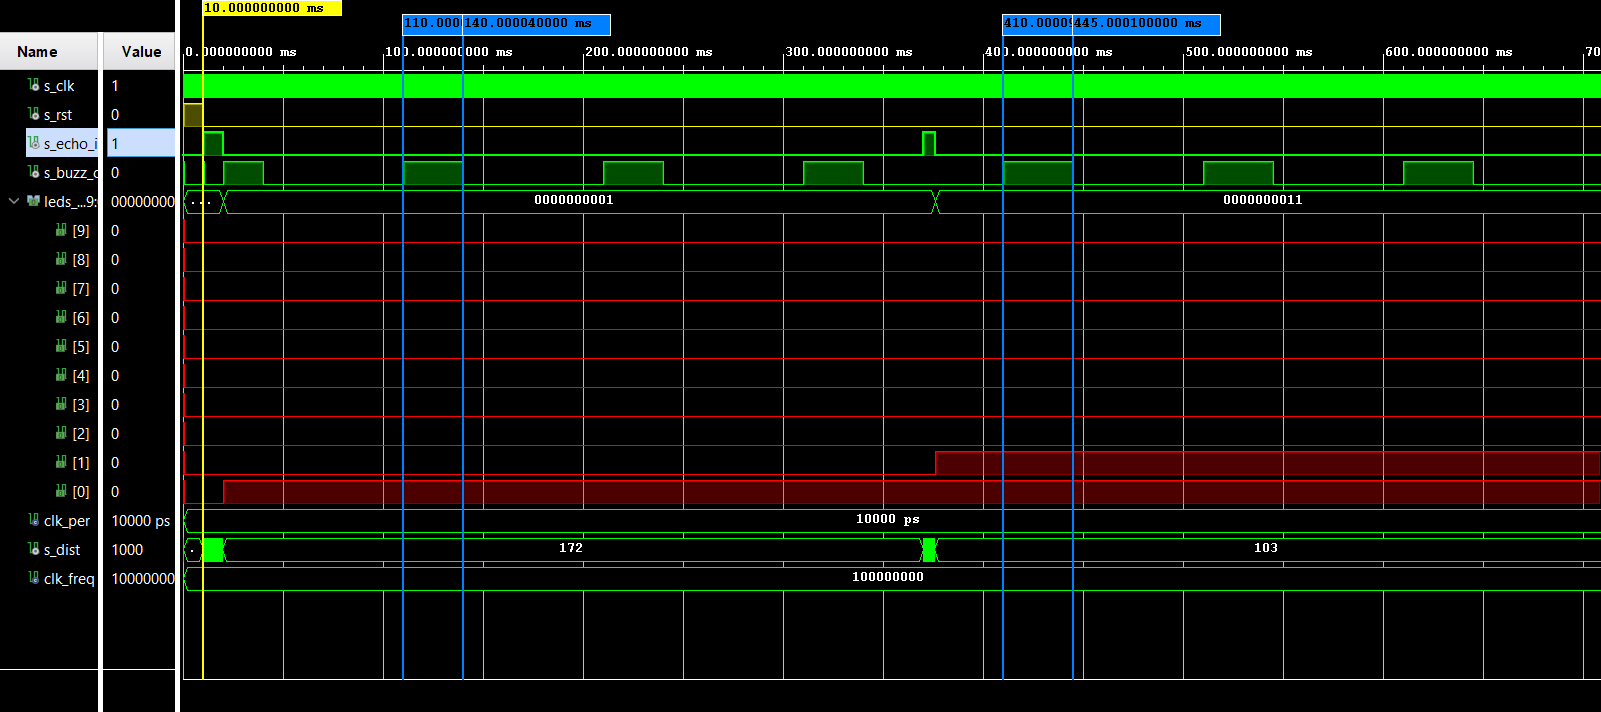 10.000000000 ms
110.000 140.000040000 ms 410.0000 445.000100000 ms
Name Value 0.000000000 ms 100.000000000 ms 200.000000000 ms 300.000000000 ms 400.000000000 ms 500.000000000 ms 600.000000000 ms 70
s_clk 1
s_rst 0
s_echo_i 1
s_buzz_o 0
leds_...9: 00000000 ... 0000000001 0000000011
[9] 0
[8] 0
[7] 0
[6] 0
[5] 0
[4] 0
[3] 0
[2] 0
[1] 0
[0] 0
clk_per 10000 ps 10000 ps
s_dist 1000 . 172 103
clk_freq 10000000 100000000